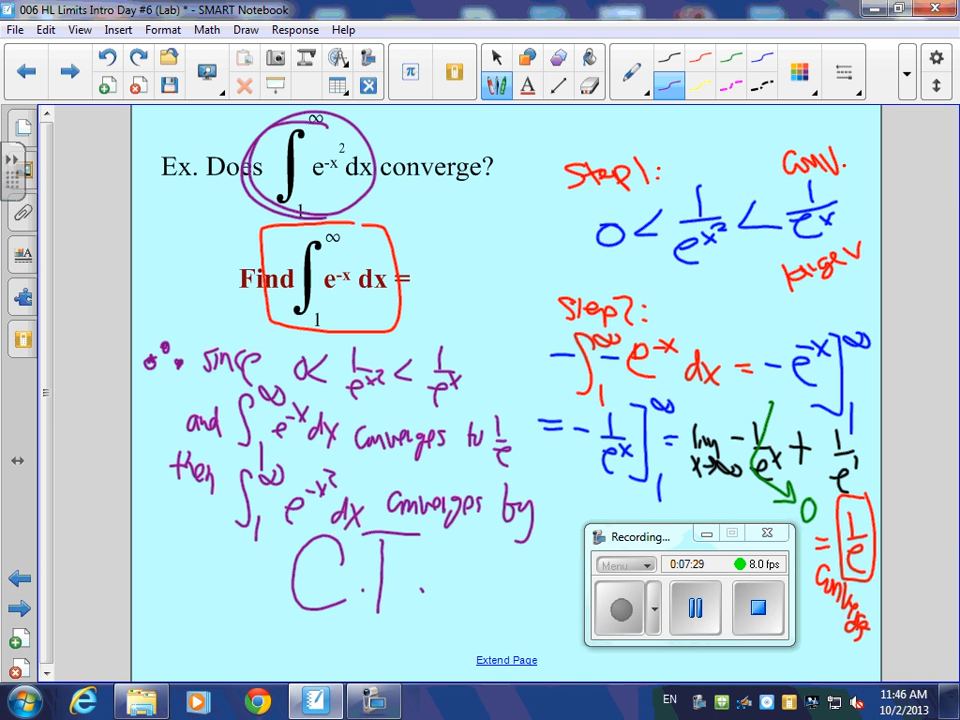 006 HL Limits Intro Day #6 (Lab) * - SMART Notebook
File Edit View Insert Format Math Draw Response Help
Ex. Does ∫₁^∞ e^(-x²) dx converge?
Find ∫₁^∞ e^(-x) dx =
Step 1:
conv.
0 < 1/e^(x²) < 1/e^x
larger
Step 2:
-∫₁^∞ -e^(-x) dx = -e^(-x)]₁^∞
= -1/e^x]₁^∞ = lim x→∞ -1/e^x + 1/e¹
0
= 1/e
converges
∴ since 0 < 1/e^(x²) < 1/e^x
and ∫₁^∞ e^(-x) dx converges to 1/e
then ∫₁^∞ e^(-x²) dx converges by
C.T.
Recording...
Menu 0:07:29 8.0 fps
Extend Page
EN
11:46 AM
10/2/2013